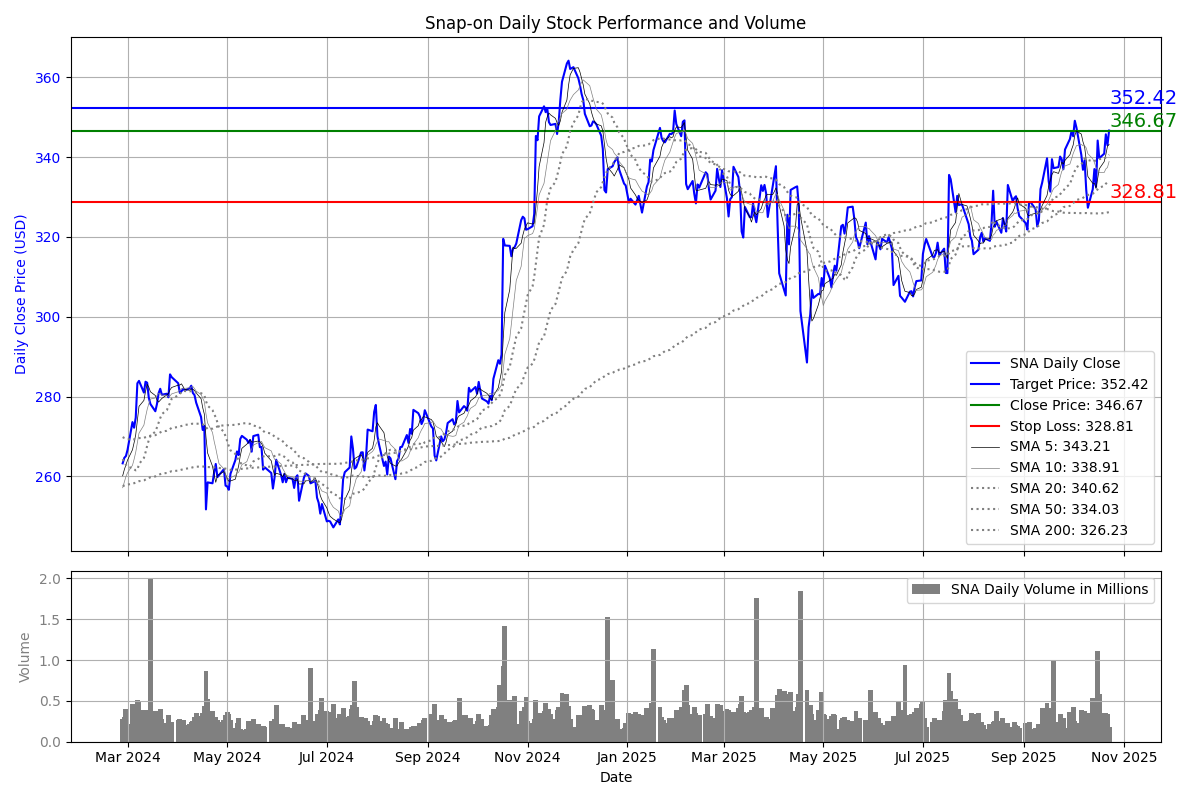 Snap-on Daily Stock Performance and Volume
Daily Close Price (USD)
360
340
320
300
280
260
352.42
346.67
328.81
SNA Daily Close
Target Price: 352.42
Close Price: 346.67
Stop Loss: 328.81
SMA 5: 343.21
SMA 10: 338.91
SMA 20: 340.62
SMA 50: 334.03
SMA 200: 326.23
Volume
2.0
1.5
1.0
0.5
0.0
SNA Daily Volume in Millions
Mar 2024 May 2024 Jul 2024 Sep 2024 Nov 2024 Jan 2025 Mar 2025 May 2025 Jul 2025 Sep 2025 Nov 2025
Date